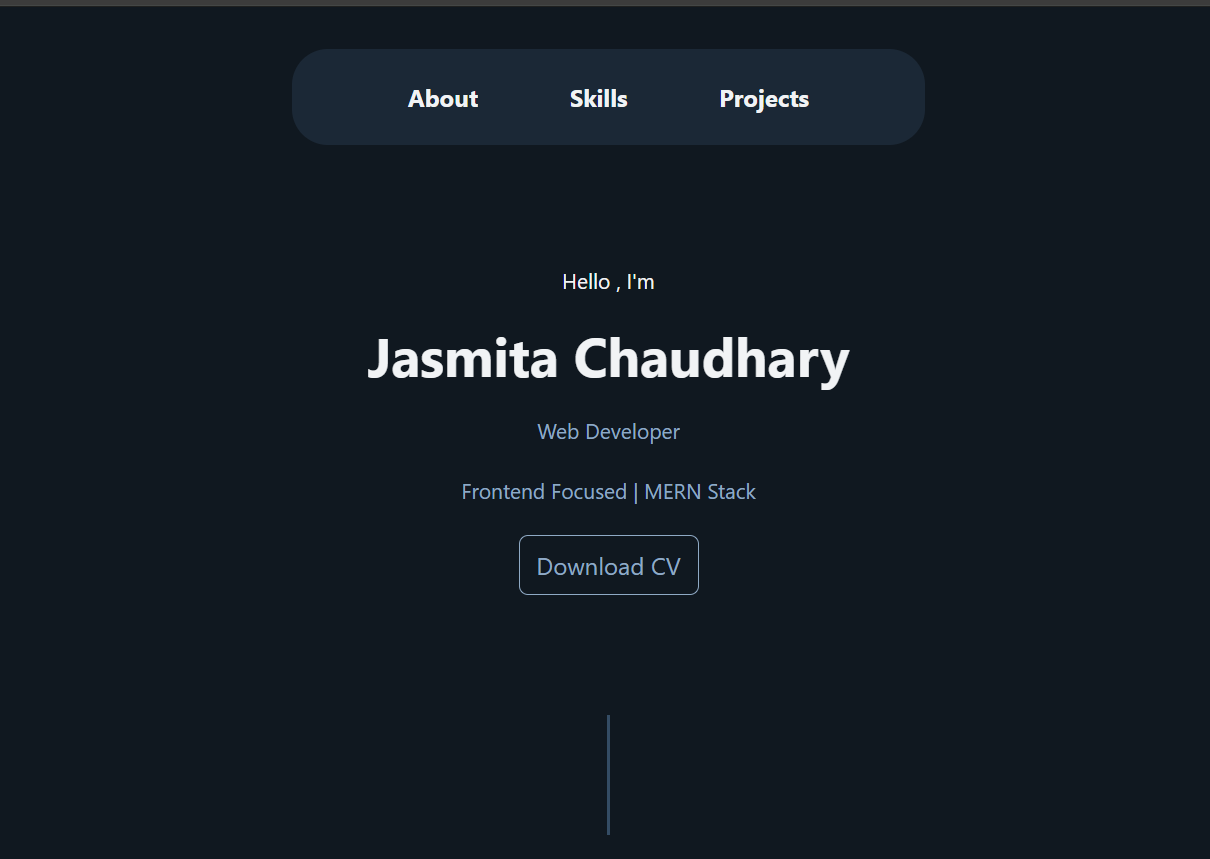 About Skills Projects
Hello , I'm
Jasmita Chaudhary
Web Developer
Frontend Focused | MERN Stack
Download CV